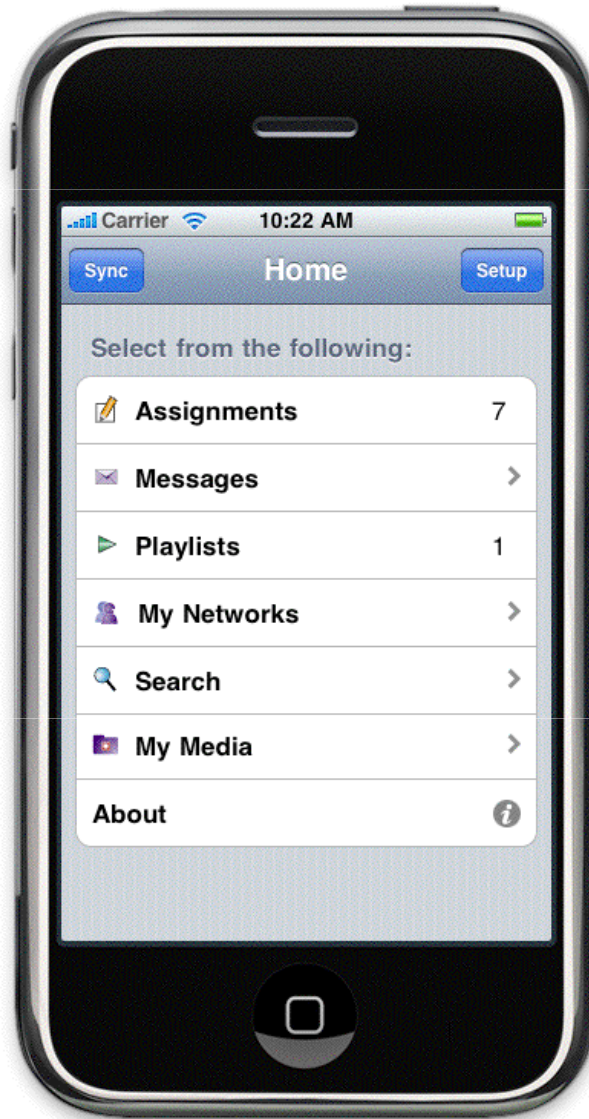 Carrier 10:22 AM
Sync Home Setup
Select from the following:
Assignments 7
Messages
Playlists 1
My Networks
Search
My Media
About i